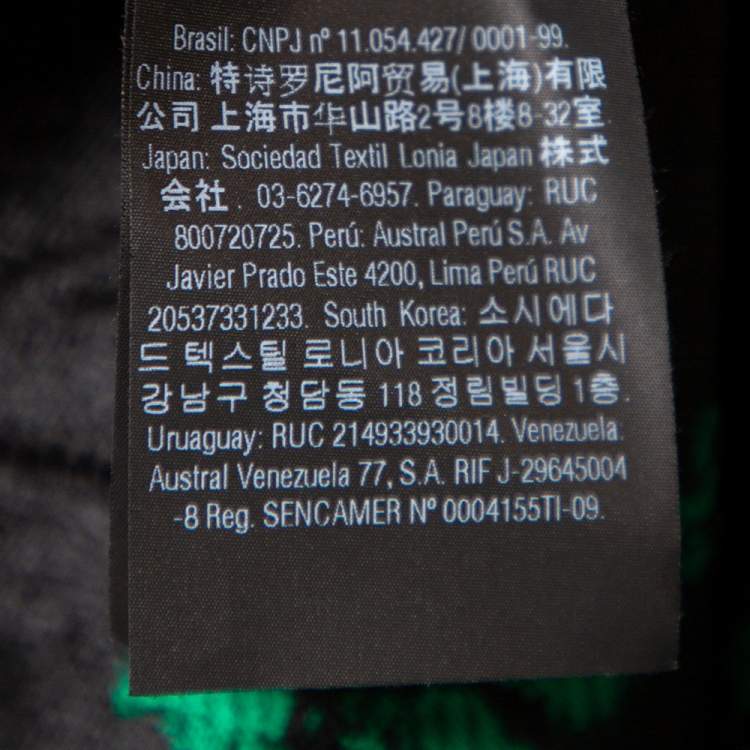 Brasil: CNPJ nº 11.054.427/ 0001-99.
China: 特诗罗尼阿贸易(上海)有限
公司上海市华山路2号8楼8-32室.
Japan: Sociedad Textil Lonia Japan 株式
会社 . 03-6274-6957. Paraguay: RUC
800720725. Perú: Austral Perú S.A. Av
Javier Prado Este 4200, Lima Perú RUC
20537331233. South Korea: 소시에다
드 텍스틸 로니아 코리아 서울시
강남구 청담동 118 정림빌딩 1층.
Uruaguay: RUC 214933930014. Venezuela:
Austral Venezuela 77, S.A. RIF J-29645004
-8 Reg. SENCAMER Nº 0004155TI-09.